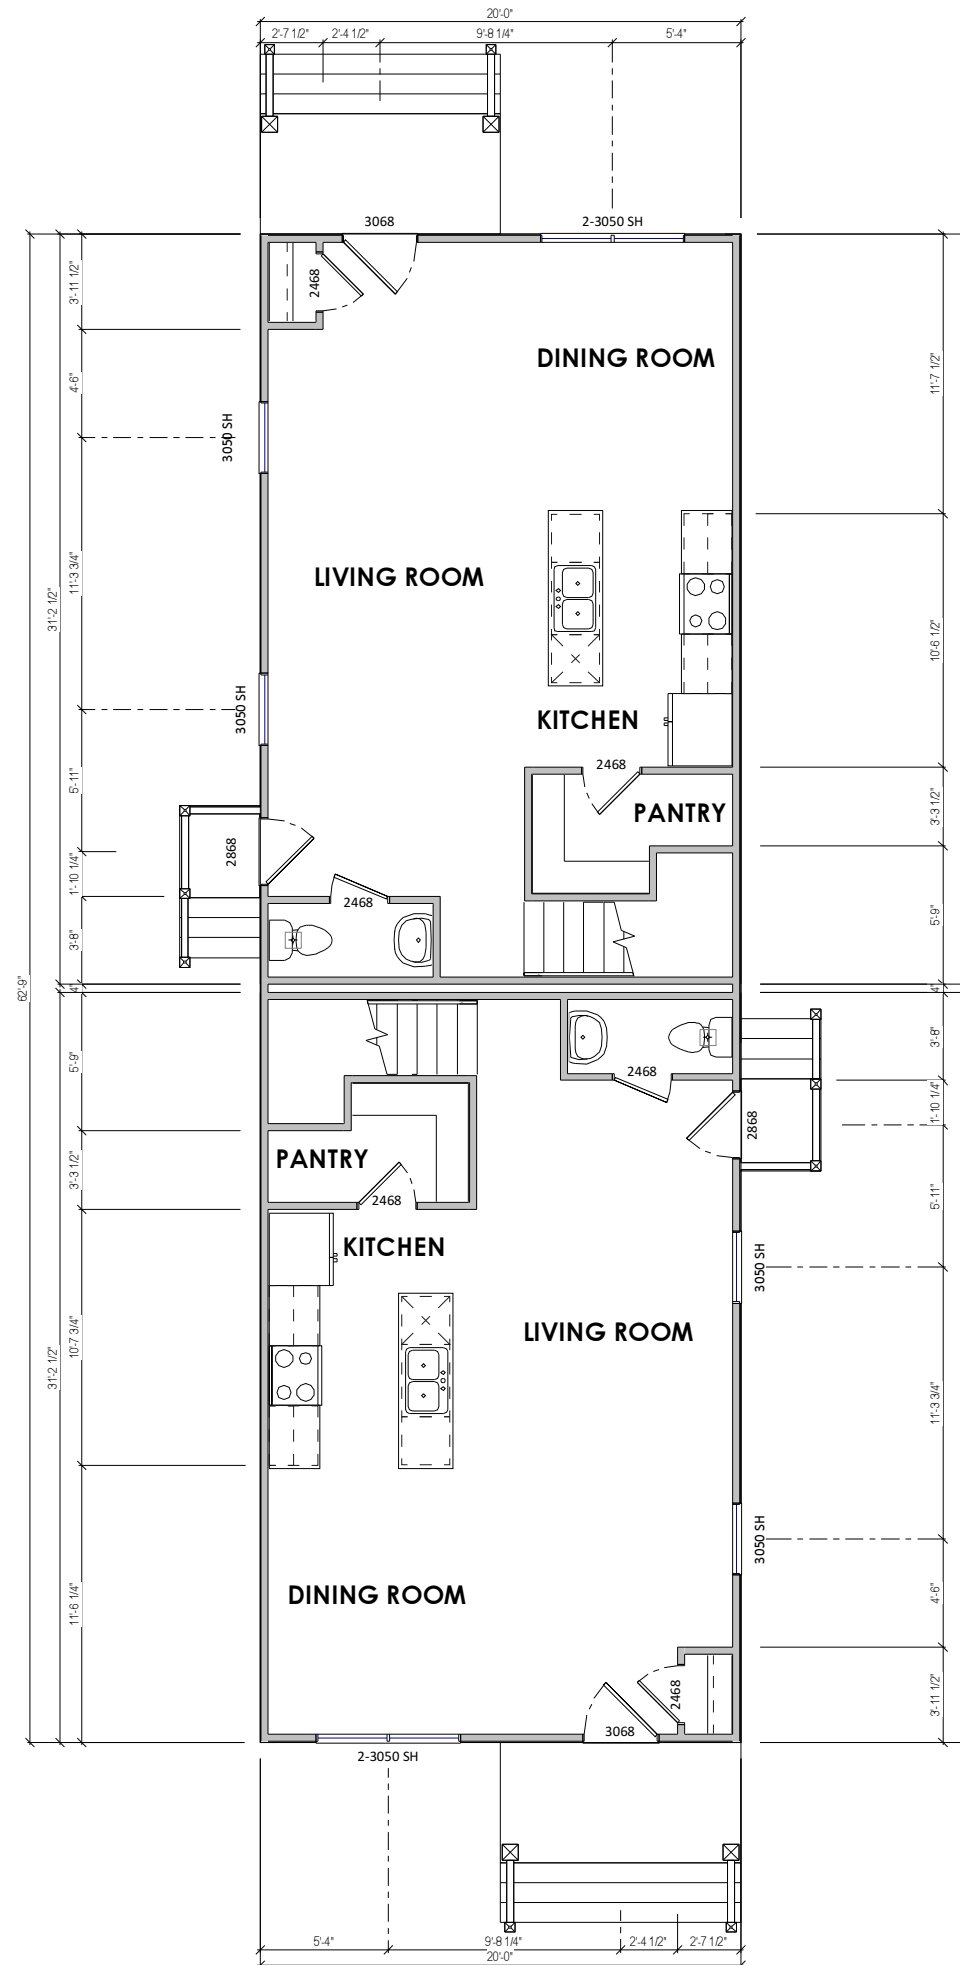 20'-0"
2'-7 1/2" 2'-4 1/2" 9'-8 1/4" 5'-4"
3068 2-3050 SH
3'-11 1/2"
2468
DINING ROOM
11'-7 1/2"
4'-6"
3050 SH
LIVING ROOM
11'-3 3/4"
31'-2 1/2"
10'-6 1/2"
3050 SH
KITCHEN
2468
5'-11"
PANTRY
3'-3 1/2"
2868
1'-10 1/4"
2468
3'-8"
5'-9"
62'-9"
4"
4"
5'-9"
3'-8"
2468
1'-10 1/4"
2868
PANTRY
3'-3 1/2"
2468
5'-11"
KITCHEN
3050 SH
LIVING ROOM
10'-7 3/4"
31'-2 1/2"
11'-3 3/4"
3050 SH
DINING ROOM
11'-6 1/4"
4'-6"
2468
3'-11 1/2"
3068
2-3050 SH
5'-4" 9'-8 1/4" 2'-4 1/2" 2'-7 1/2"
20'-0"